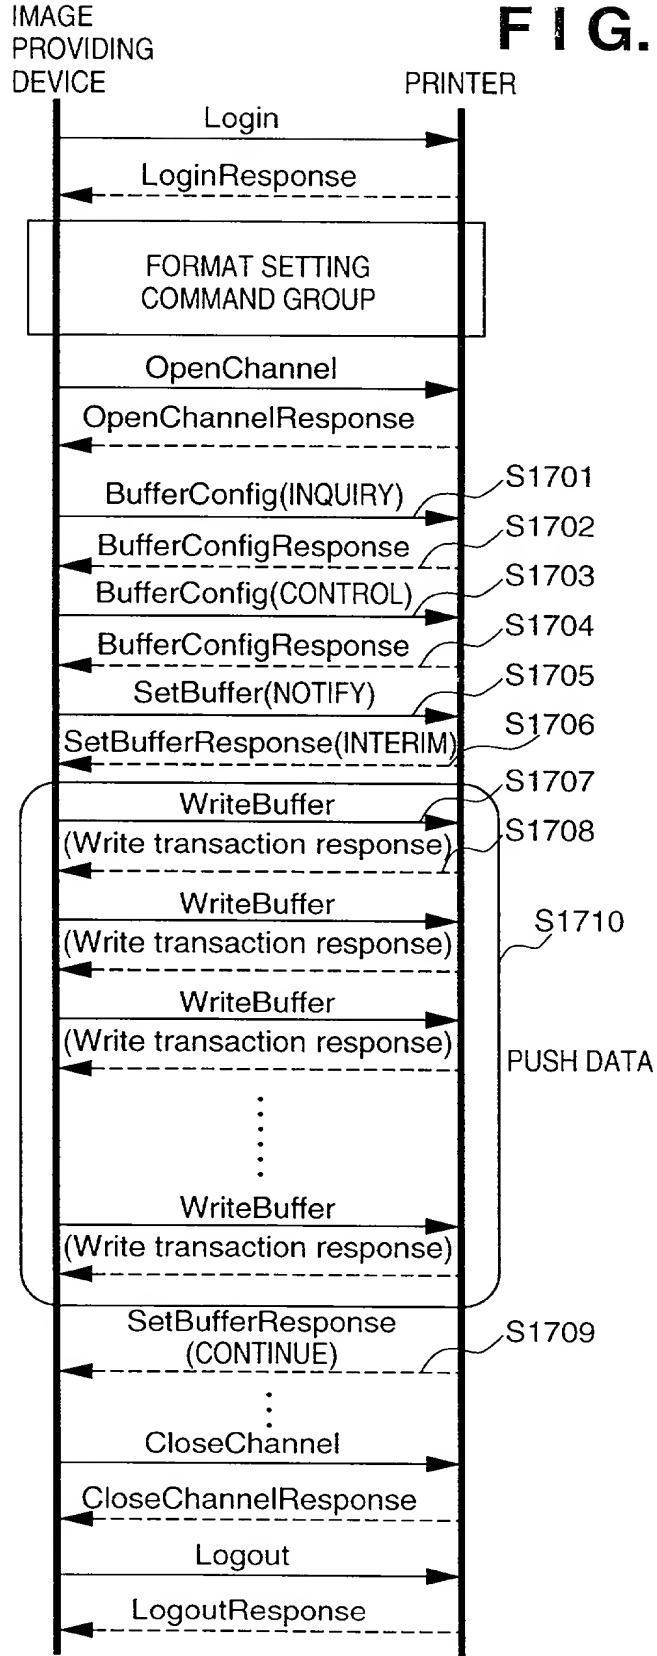 IMAGE
PROVIDING
DEVICE
FIG.
PRINTER
Login
LoginResponse
FORMAT SETTING
COMMAND GROUP
OpenChannel
OpenChannelResponse
BufferConfig(INQUIRY)
S1701
BufferConfigResponse
S1702
BufferConfig(CONTROL)
S1703
BufferConfigResponse
S1704
SetBuffer(NOTIFY)
S1705
SetBufferResponse(INTERIM)
S1706
WriteBuffer
S1707
(Write transaction response)
S1708
WriteBuffer
(Write transaction response)
S1710
WriteBuffer
(Write transaction response)
PUSH DATA
WriteBuffer
(Write transaction response)
SetBufferResponse
(CONTINUE)
S1709
CloseChannel
CloseChannelResponse
Logout
LogoutResponse